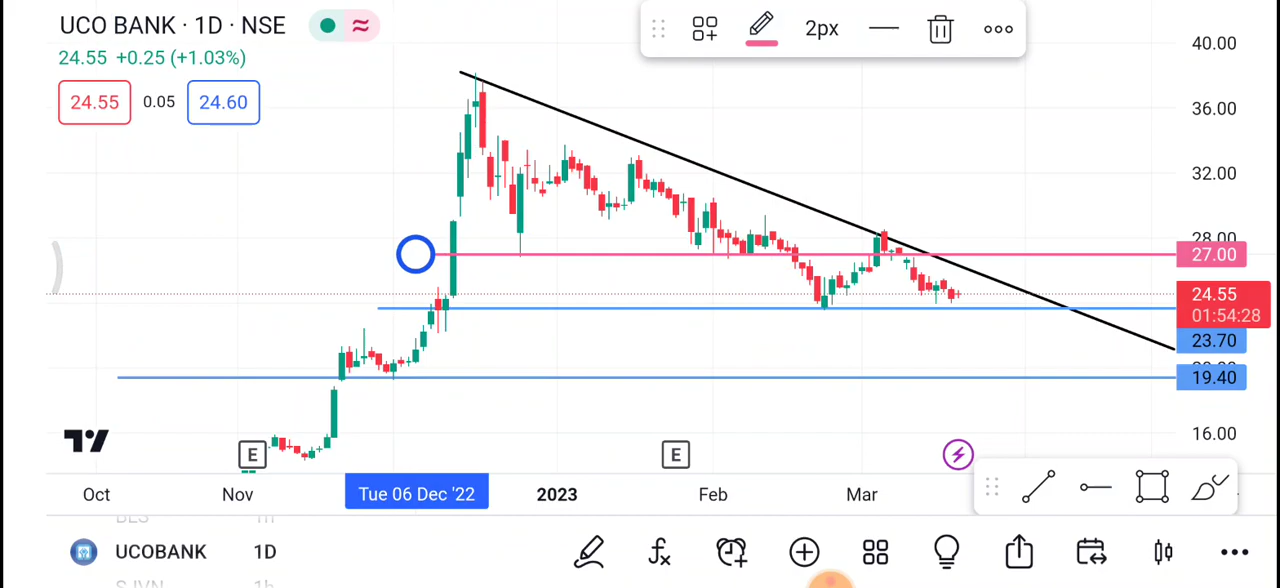 UCO BANK · 1D · NSE
24.55 +0.25 (+1.03%)
24.55 0.05 24.60
2px
40.00
36.00
32.00
28.00
27.00
24.55
01:54:28
23.70
19.40
16.00
E E
Oct Nov Tue 06 Dec '22 2023 Feb Mar
UCOBANK 1D